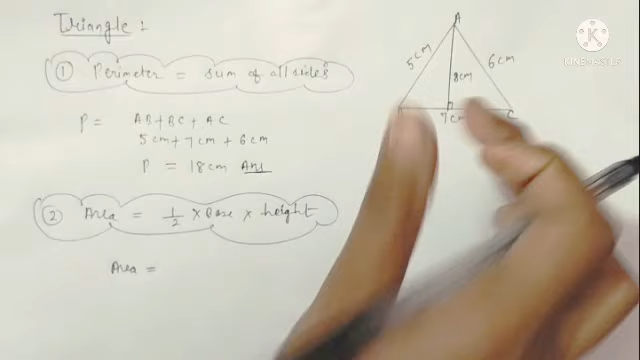 Triangle :
① Perimeter = sum of all sides
P = AB + BC + AC
5cm + 7cm + 6cm
P = 18cm Ans
② Area = 1/2 × Base × height
Area =
A
5cm
6cm
8cm
7cm
C
K
KINEMASTER